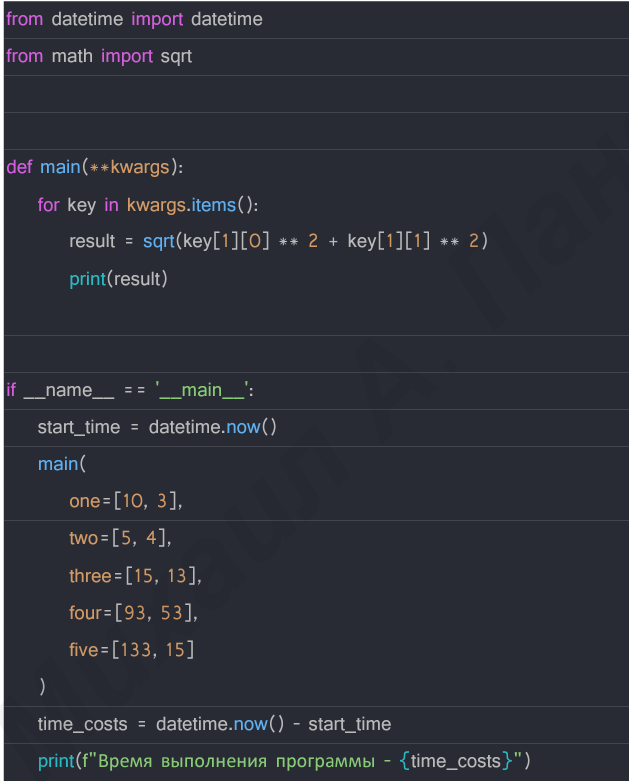 from datetime import datetime
from math import sqrt
def main(**kwargs):
    for key in kwargs.items():
        result = sqrt(key[1][0] ** 2 + key[1][1] ** 2)
        print(result)
if __name__ == '__main__':
    start_time = datetime.now()
    main(
        one=[10, 3],
        two=[5, 4],
        three=[15, 13],
        four=[93, 53],
        five=[133, 15]
    )
    time_costs = datetime.now() - start_time
    print(f"Время выполнения программы - {time_costs}")
Михаил А.